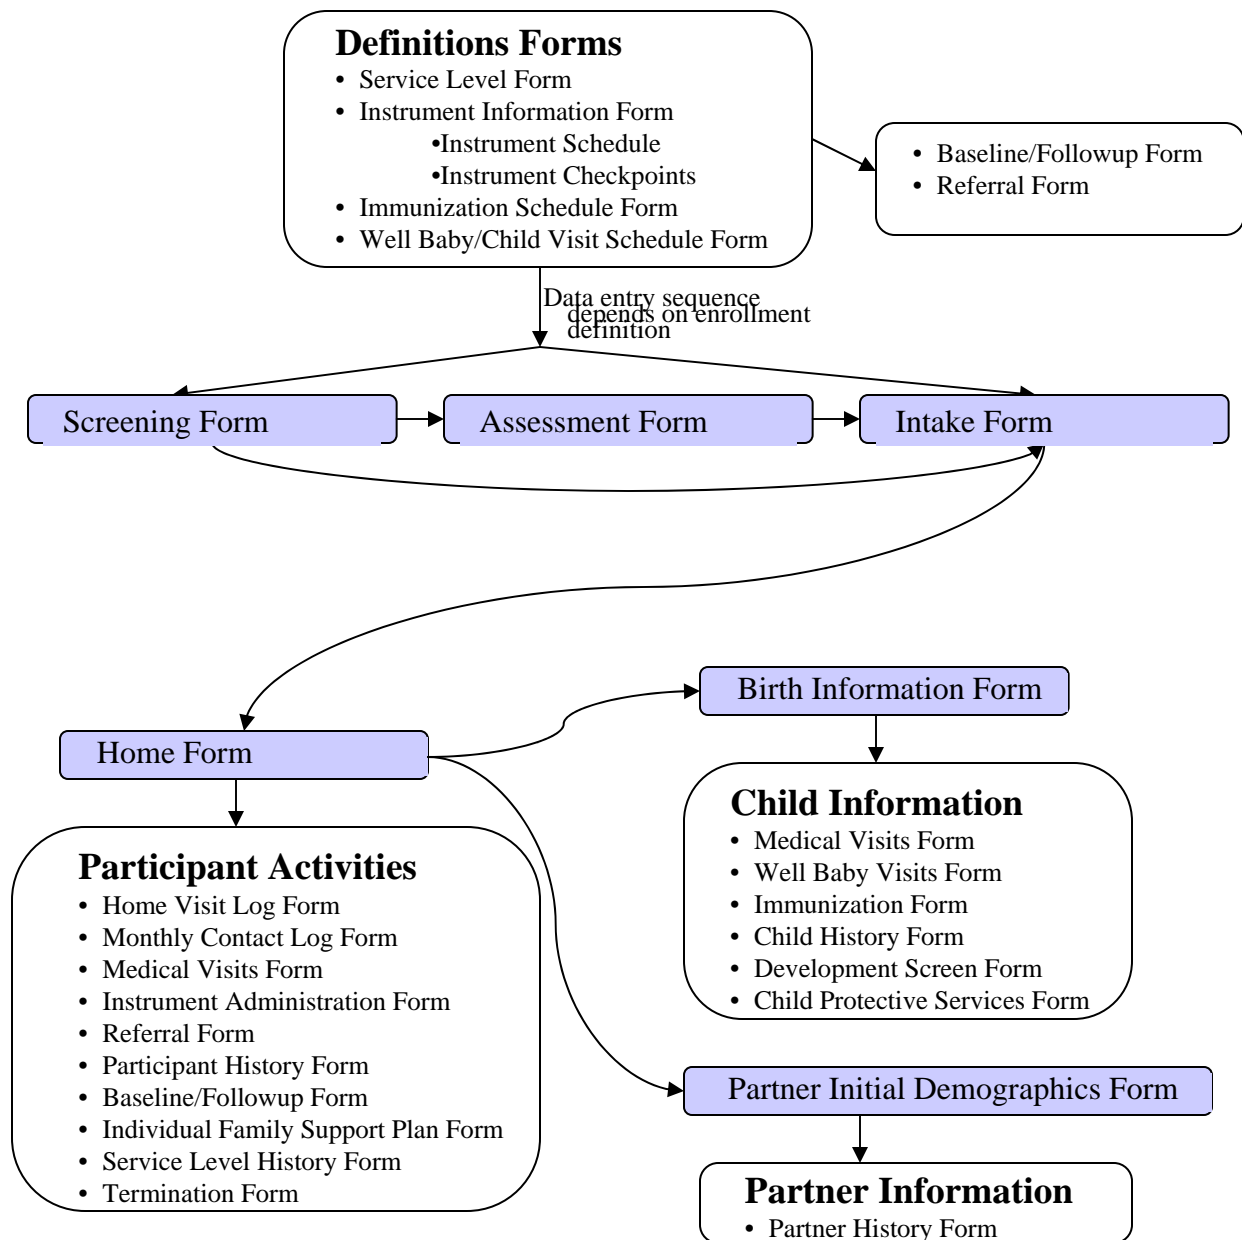 Definitions Forms
• Service Level Form
• Instrument Information Form
•Instrument Schedule
•Instrument Checkpoints
• Immunization Schedule Form
• Well Baby/Child Visit Schedule Form
• Baseline/Followup Form
• Referral Form
Data entry sequence
depends on enrollment
definition
Screening Form
Assessment Form
Intake Form
Birth Information Form
Home Form
Child Information
• Medical Visits Form
• Well Baby Visits Form
• Immunization Form
• Child History Form
• Development Screen Form
• Child Protective Services Form
Participant Activities
• Home Visit Log Form
• Monthly Contact Log Form
• Medical Visits Form
• Instrument Administration Form
• Referral Form
• Participant History Form
• Baseline/Followup Form
• Individual Family Support Plan Form
• Service Level History Form
• Termination Form
Partner Initial Demographics Form
Partner Information
• Partner History Form